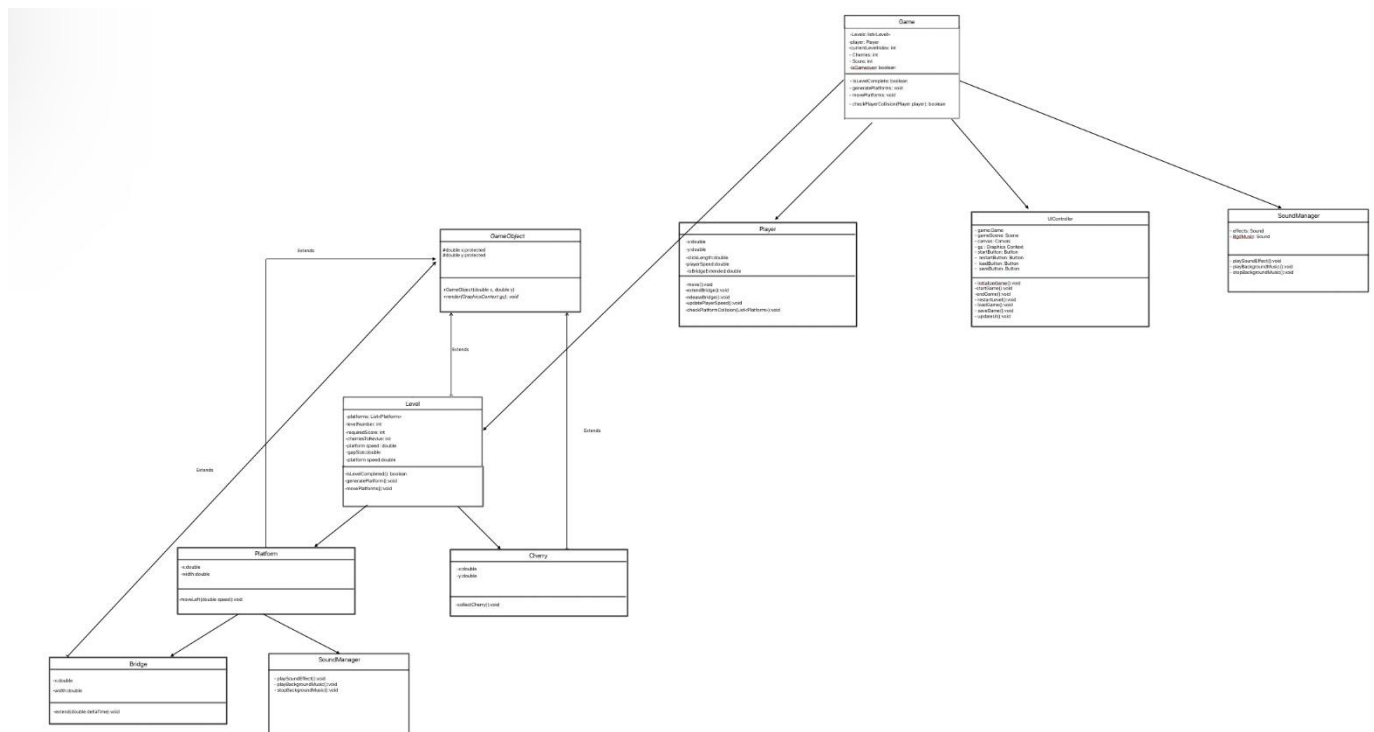 Game
-Levels: list<Level>
-player: Player
-currentLevelIndex: int
- Cherries: int
- Score: int
-isGameover: boolean
- isLevelComplete: boolean
- generatePlatforms: void
- movePlatforms: void
- checkPlayerCollision(Player player): boolean
GameObject
#double x:protected
#double y:protected
+GameObject(double x, double y)
+render(GraphicsContext gc): void
Extends
Extends
Extends
Extends
Player
-x:double
-y:double
-stickLength:double
-playerSpeed:double
-isBridgeExtended:double
-move():void
-extendBridge():void
-releaseBridge():void
-updatePlayerSpeed():void
-checkPlatformCollision(List<Platform>):void
UIController
- game:Game
- gameScene: Scene
- canvas: Canvas
- gc : Graphics Context
- startButton: Button
- restartButton: Button
- loadButton: Button
- saveButton: Button
- initializeGame(): void
-startGame(): void
-endGame(): void
- restartLevel(): void
- loadGame(): void
- saveGame(): void
- updateUI(): void
SoundManager
- effects: Sound
- BgdMusic: Sound
- playSoundEffect():void
- playBackgroundMusic():void
- stopBackgroundMusic():void
Level
-platforms: List<Platform>
-levelNumber: int
-requiredScore: int
-platform speed :double
-gapSize:double
-platform speed:double
-isLevelCompleted(): boolean
-generatePlatform():void
-movePlatforms():void
Platform
-x:double
-width:double
-moveLeft(double speed):void
Cherry
-x:double
-y:double
-collectCherry():void
Bridge
-x:double
-width:double
-extend(double deltaTime):void
SoundManager
- playSoundEffect():void
- playBackgroundMusic():void
- stopBackgroundMusic():void